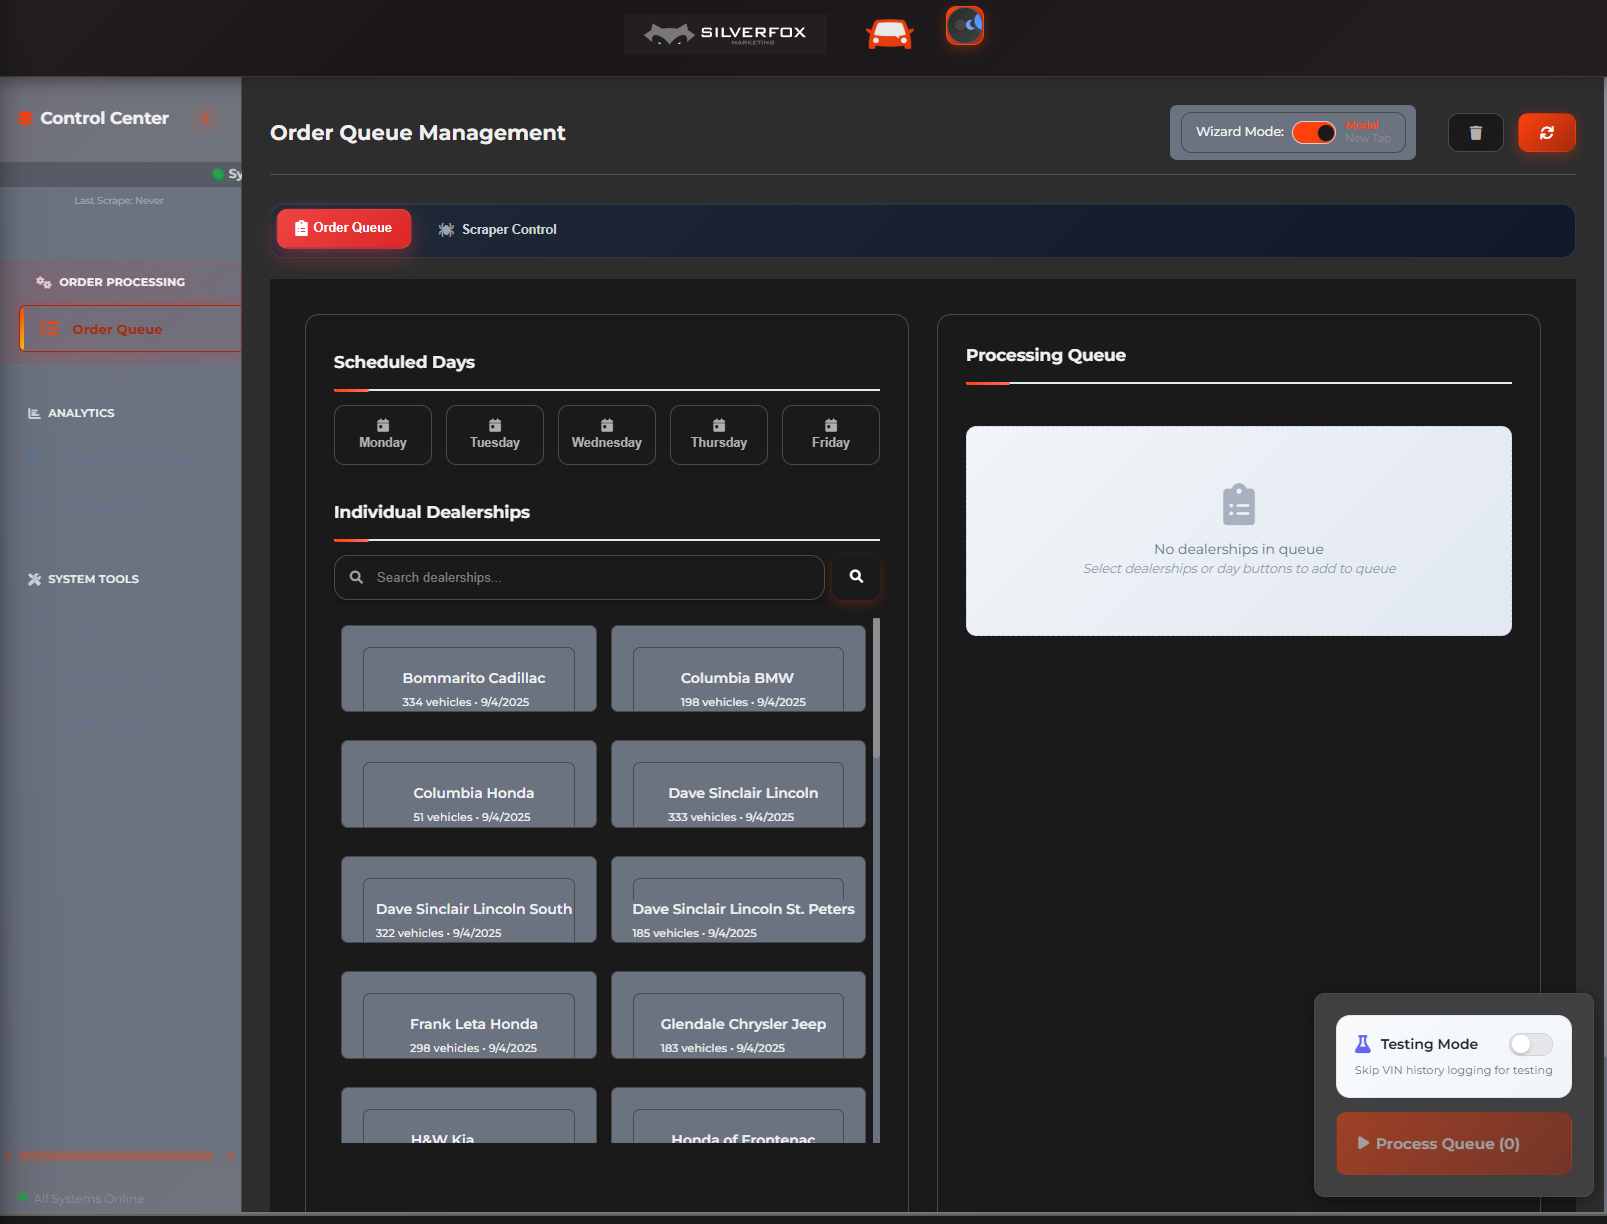 SILVERFOX
MARKETING
Control Center
Sy
Last Scrape: Never
ORDER PROCESSING
Order Queue
ANALYTICS
SYSTEM TOOLS
All Systems Online
Order Queue Management
Wizard Mode:
Modal
New Tab
Order Queue
Scraper Control
Scheduled Days
Monday
Tuesday
Wednesday
Thursday
Friday
Individual Dealerships
Search dealerships...
Bommarito Cadillac
334 vehicles • 9/4/2025
Columbia BMW
198 vehicles • 9/4/2025
Columbia Honda
51 vehicles • 9/4/2025
Dave Sinclair Lincoln
333 vehicles • 9/4/2025
Dave Sinclair Lincoln South
322 vehicles • 9/4/2025
Dave Sinclair Lincoln St. Peters
185 vehicles • 9/4/2025
Frank Leta Honda
298 vehicles • 9/4/2025
Glendale Chrysler Jeep
183 vehicles • 9/4/2025
H&W Kia
Honda of Frontenac
Processing Queue
No dealerships in queue
Select dealerships or day buttons to add to queue
Testing Mode
Skip VIN history logging for testing
Process Queue (0)